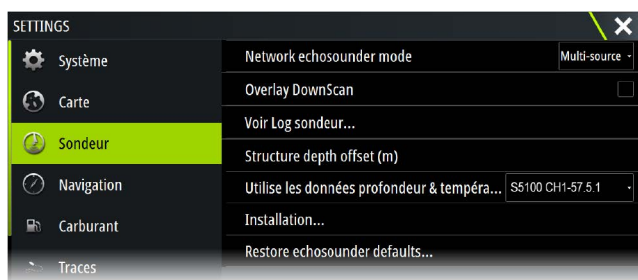 SETTINGS
Système
Carte
Sondeur
Navigation
Carburant
Traces
Network echosounder mode
Multi-source
Overlay DownScan
Voir Log sondeur...
Structure depth offset (m)
Utilise les données profondeur & tempéra...
S5100 CH1-57.5.1
Installation...
Restore echosounder defaults...